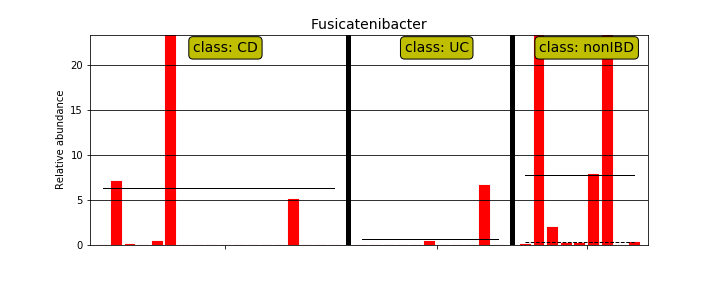 Fusicatenibacter
class: CD
class: UC
class: nonIBD
Relative abundance
20
15
10
5
0